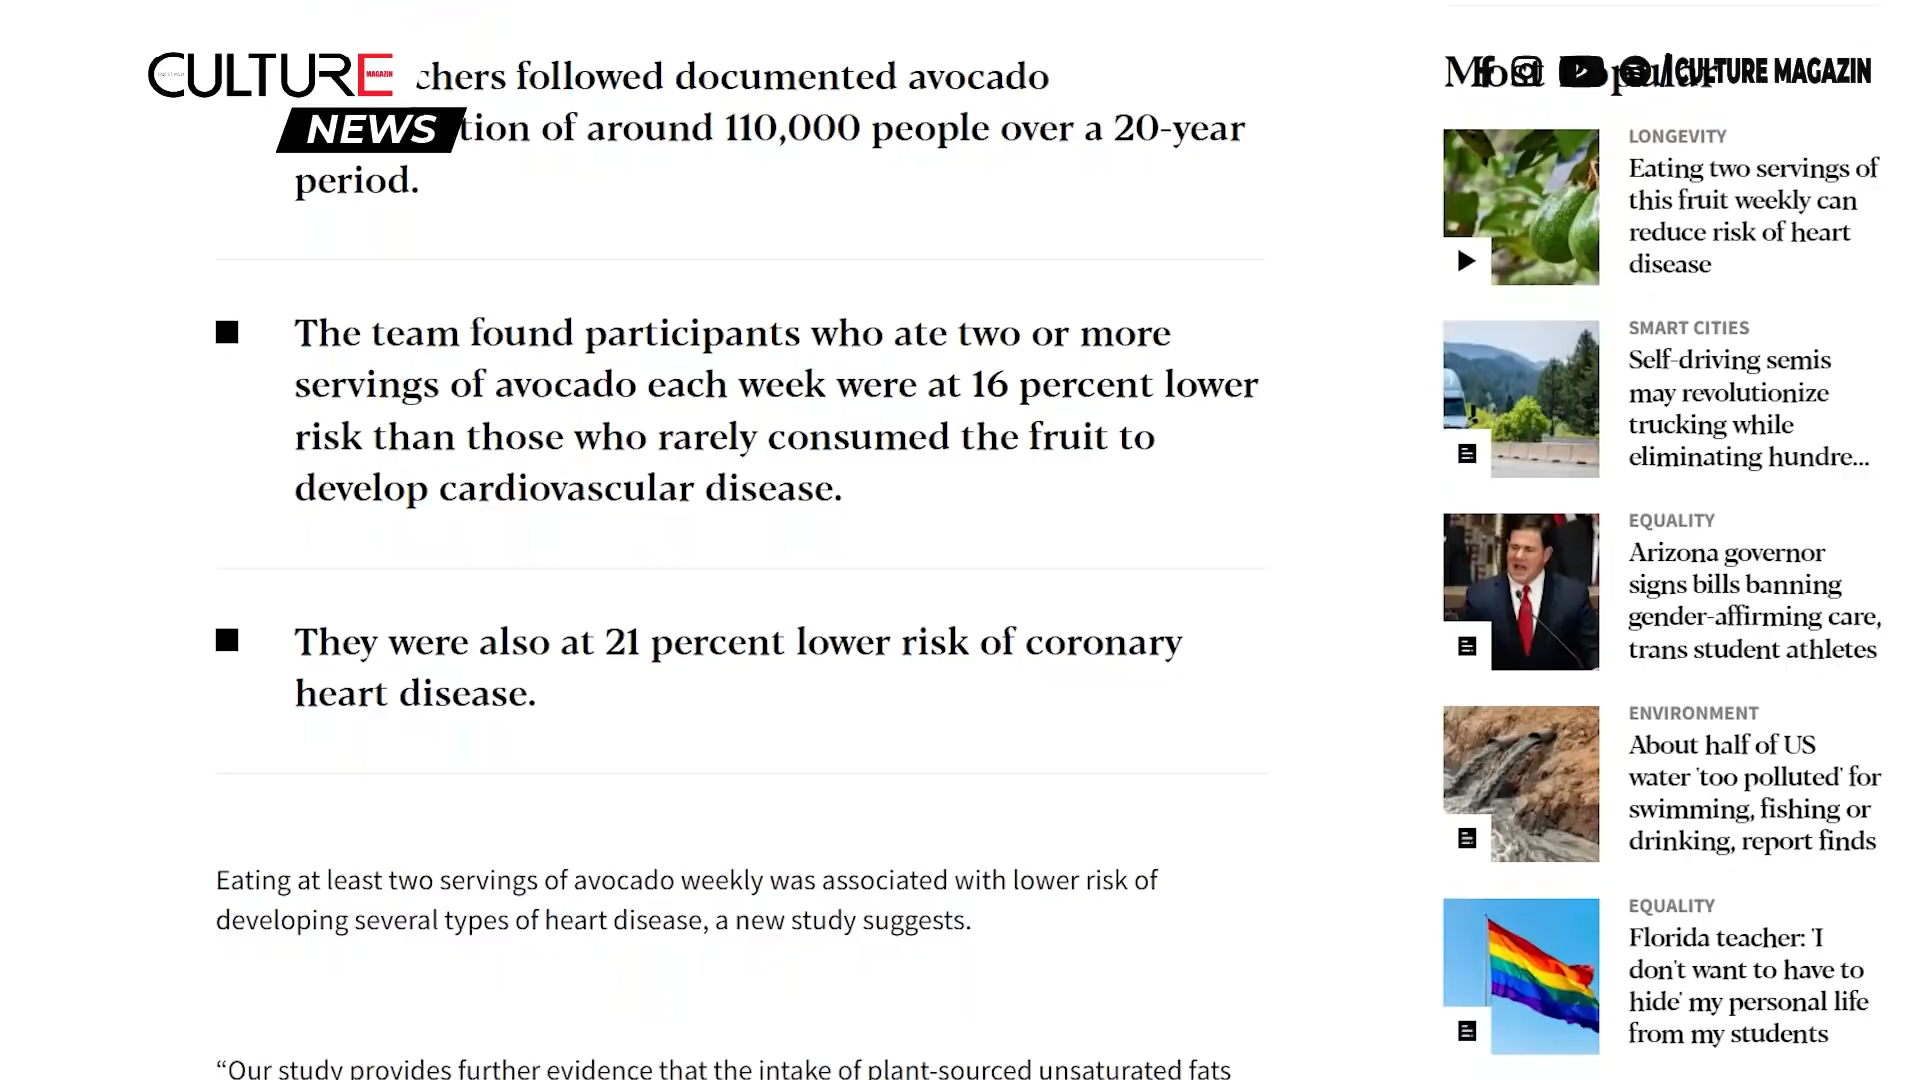 CULTURE
MAGAZIN
NEWS
chers followed documented avocado
tion of around 110,000 people over a 20-year
period.
The team found participants who ate two or more
servings of avocado each week were at 16 percent lower
risk than those who rarely consumed the fruit to
develop cardiovascular disease.
They were also at 21 percent lower risk of coronary
heart disease.
Eating at least two servings of avocado weekly was associated with lower risk of
developing several types of heart disease, a new study suggests.
“Our study provides further evidence that the intake of plant-sourced unsaturated fats
Most Popular
/CULTURE MAGAZIN
LONGEVITY
Eating two servings of
this fruit weekly can
reduce risk of heart
disease
SMART CITIES
Self-driving semis
may revolutionize
trucking while
eliminating hundre...
EQUALITY
Arizona governor
signs bills banning
gender-affirming care,
trans student athletes
ENVIRONMENT
About half of US
water 'too polluted' for
swimming, fishing or
drinking, report finds
EQUALITY
Florida teacher: 'I
don't want to have to
hide' my personal life
from my students